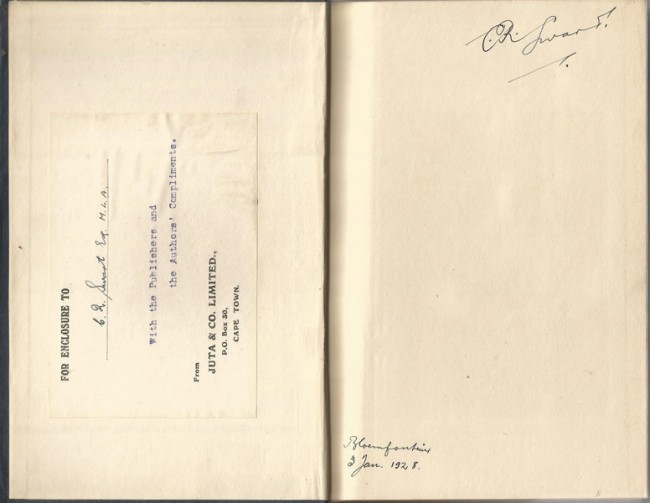 FOR ENCLOSURE TO
C. R. Swart Esq. M.L.A.
With the Publishers and
the Authors' Compliments.
From
JUTA & CO. LIMITED.,
P.O. Box 30,
CAPE TOWN.
C.R. Swart.
Bloemfontein
3 Jan. 1928.